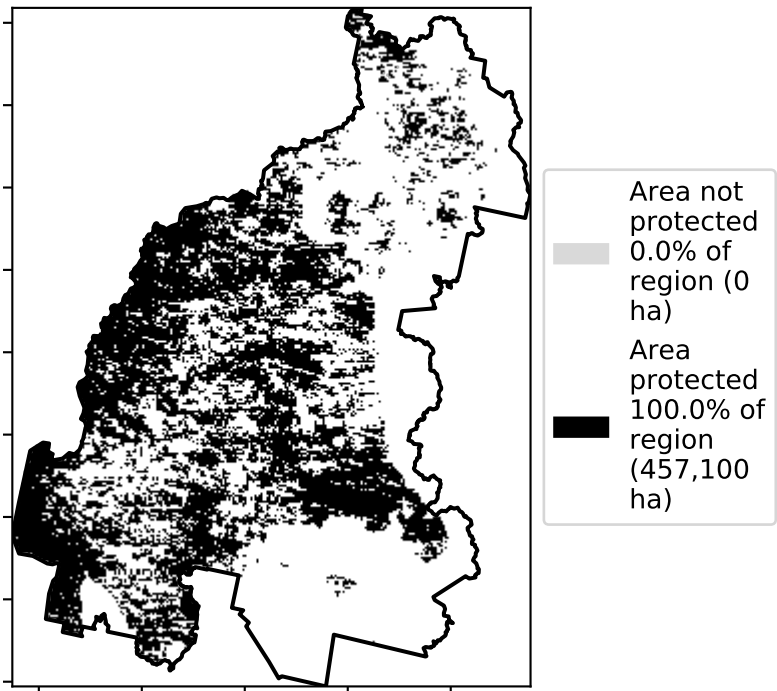 Area not
protected
0.0% of
region (0
ha)
Area
protected
100.0% of
region
(457,100
ha)